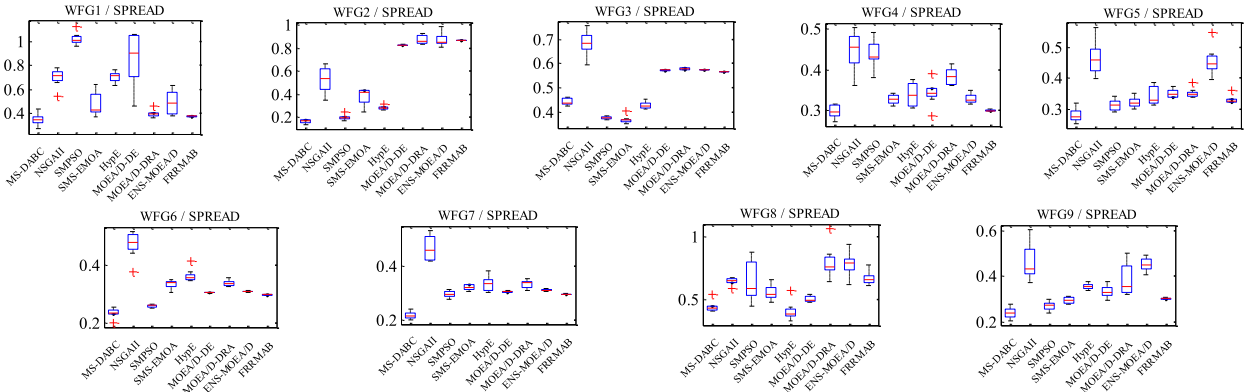 WFG1 / SPREAD
1
0.8
0.6
0.4
MS-DABC
NSGAII
SMPSO
SMS-EMOA
HypE
MOEA/D-DE
MOEA/D-DRA
ENS-MOEA/D
FRRMAB
WFG2 / SPREAD
1
0.8
0.6
0.4
0.2
MS-DABC
NSGAII
SMPSO
SMS-EMOA
HypE
MOEA/D-DE
MOEA/D-DRA
ENS-MOEA/D
FRRMAB
WFG3 / SPREAD
0.7
0.6
0.5
0.4
MS-DABC
NSGAII
SMPSO
SMS-EMOA
HypE
MOEA/D-DE
MOEA/D-DRA
ENS-MOEA/D
FRRMAB
WFG4 / SPREAD
0.5
0.4
0.3
MS-DABC
NSGAII
SMPSO
SMS-EMOA
HypE
MOEA/D-DE
MOEA/D-DRA
ENS-MOEA/D
FRRMAB
WFG5 / SPREAD
0.5
0.4
0.3
MS-DABC
NSGAII
SMPSO
SMS-EMOA
HypE
MOEA/D-DE
MOEA/D-DRA
ENS-MOEA/D
FRRMAB
WFG6 / SPREAD
0.4
0.2
MS-DABC
NSGAII
SMPSO
SMS-EMOA
HypE
MOEA/D-DE
MOEA/D-DRA
ENS-MOEA/D
FRRMAB
WFG7 / SPREAD
0.4
0.2
MS-DABC
NSGAII
SMPSO
SMS-EMOA
HypE
MOEA/D-DE
MOEA/D-DRA
ENS-MOEA/D
FRRMAB
WFG8 / SPREAD
1
0.5
MS-DABC
NSGAII
SMPSO
SMS-EMOA
HypE
MOEA/D-DE
MOEA/D-DRA
ENS-MOEA/D
FRRMAB
WFG9 / SPREAD
0.6
0.4
0.2
MS-DABC
NSGAII
SMPSO
SMS-EMOA
HypE
MOEA/D-DE
MOEA/D-DRA
ENS-MOEA/D
FRRMAB